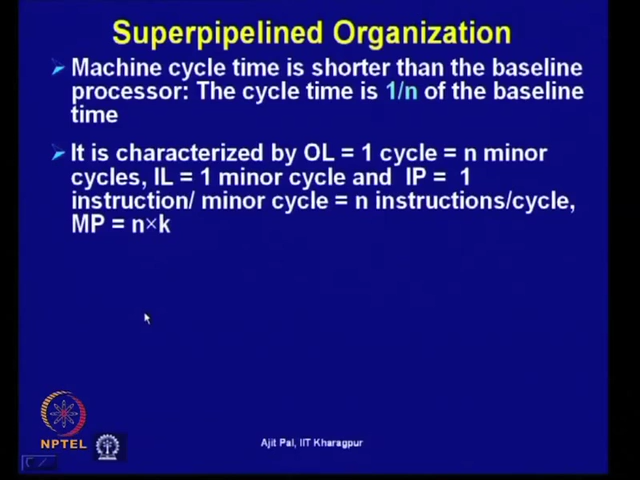 Superpipelined Organization
Machine cycle time is shorter than the baseline
processor: The cycle time is 1/n of the baseline
time
It is characterized by OL = 1 cycle = n minor
cycles, IL = 1 minor cycle and IP = 1
instruction/ minor cycle = n instructions/cycle,
MP = n×k
NPTEL
Ajit Pal, IIT Kharagpur